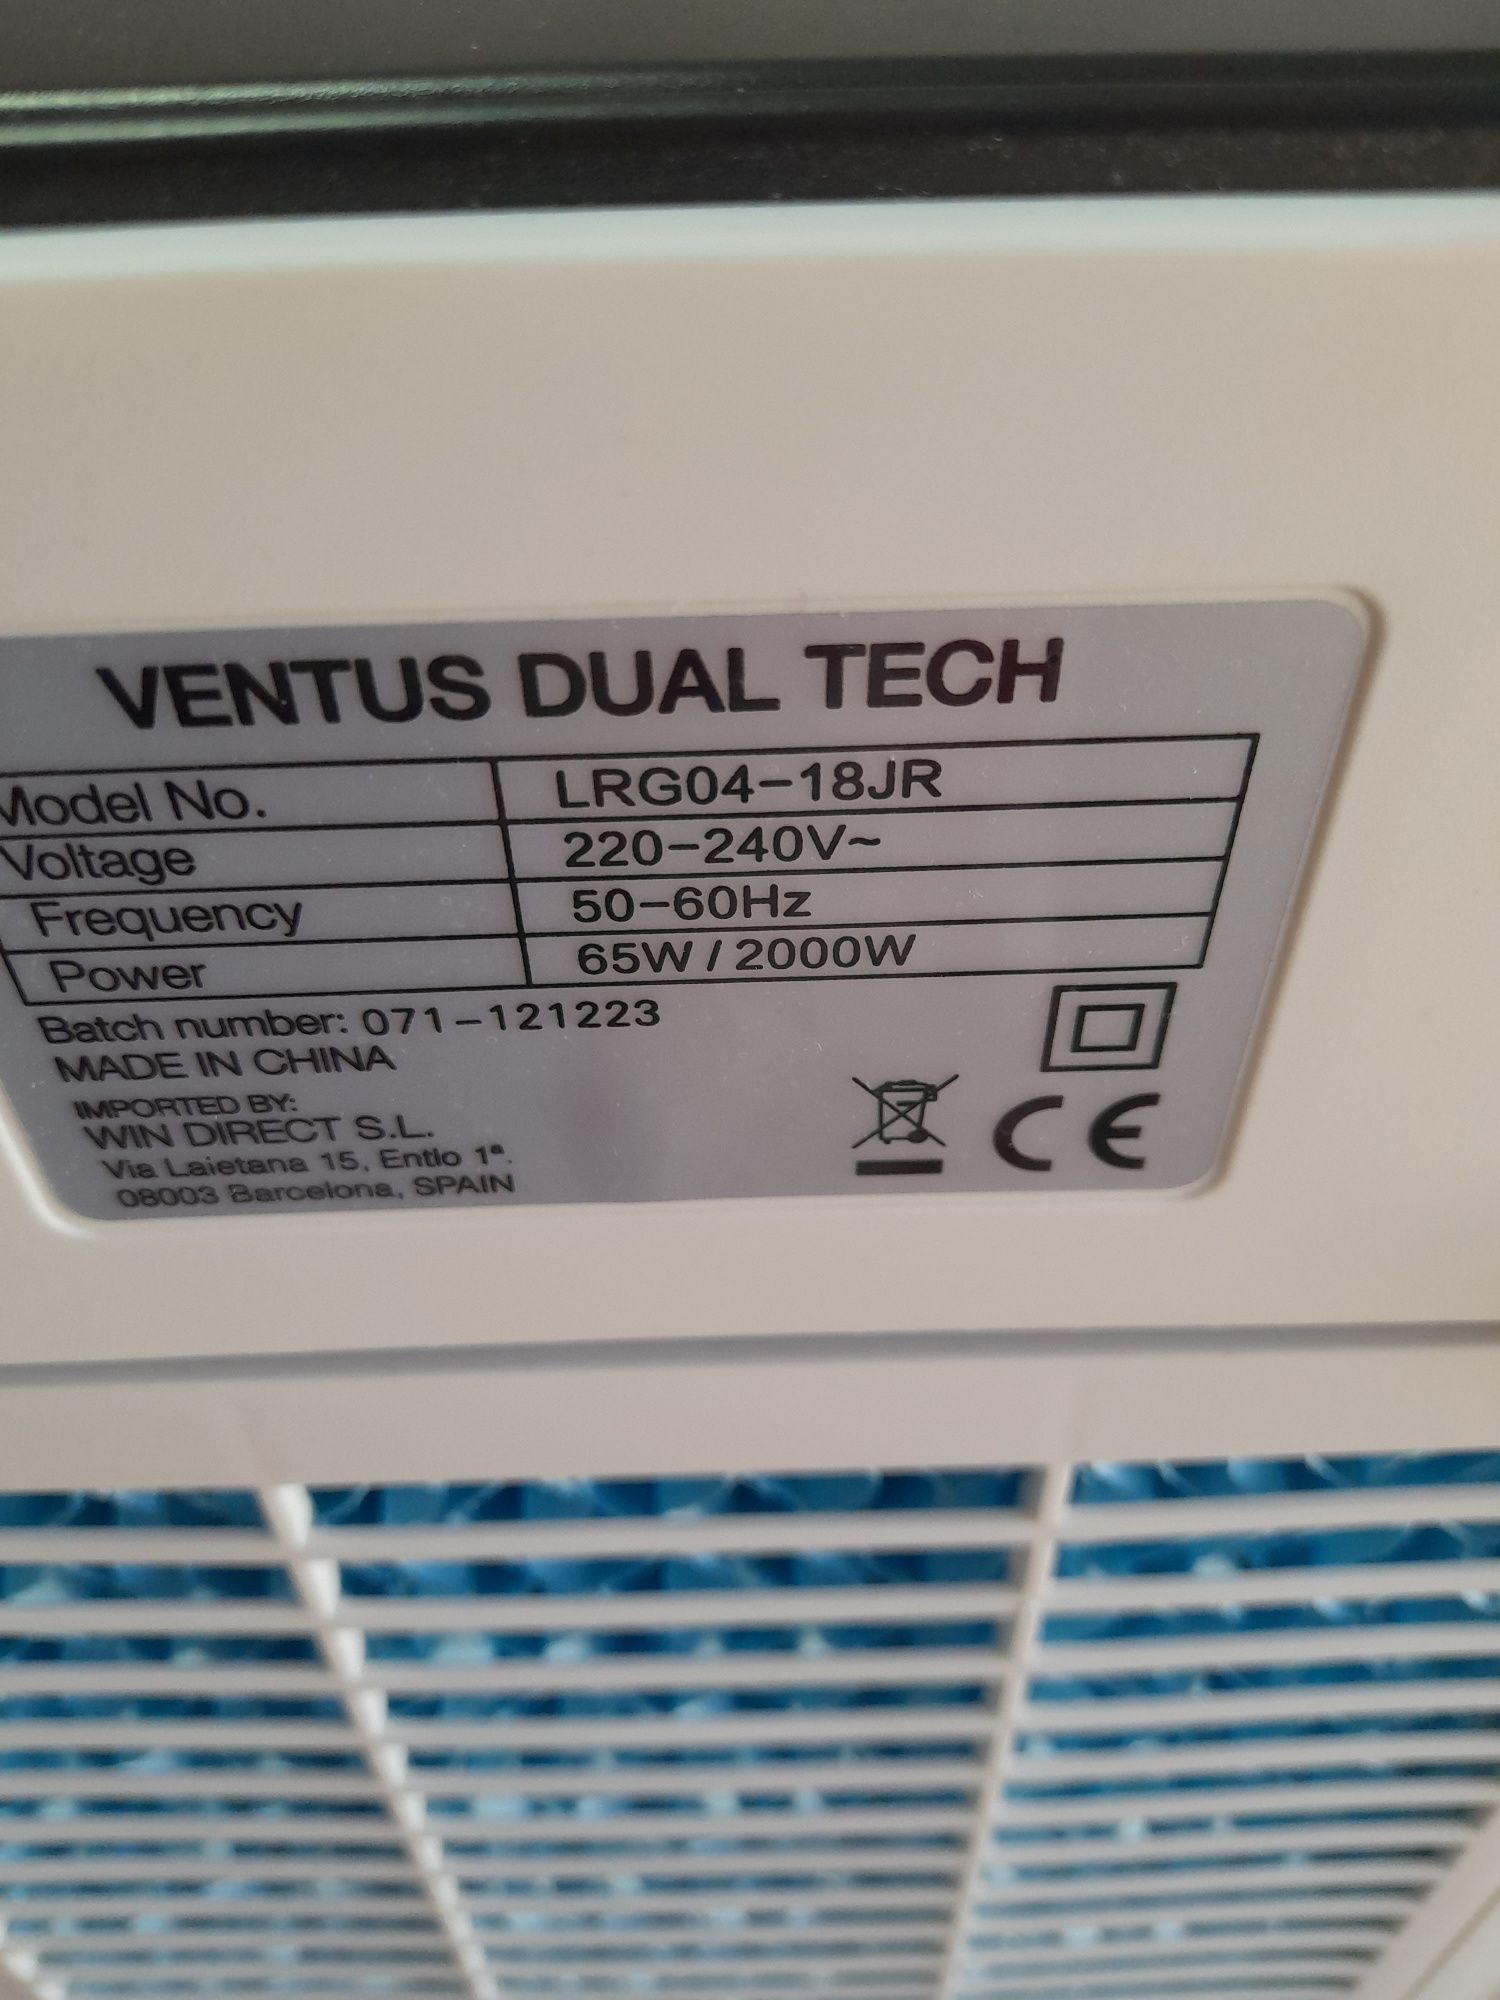 VENTUS DUAL TECH
Model No. LRG04-18JR
Voltage 220-240V~
Frequency 50-60Hz
Power 65W / 2000W
Batch number: 071-121223
MADE IN CHINA
IMPORTED BY:
WIN DIRECT S.L.
Via Laietana 15, Entlo 1ª.
08003 Barcelona, SPAIN
CE